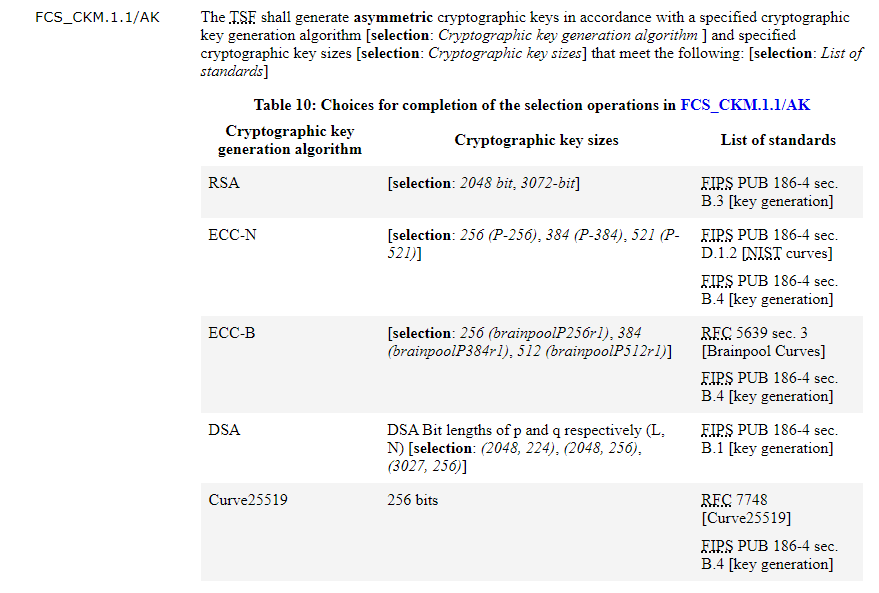 FCS_CKM.1.1/AK
The TSF shall generate asymmetric cryptographic keys in accordance with a specified cryptographic
key generation algorithm [selection: Cryptographic key generation algorithm ] and specified
cryptographic key sizes [selection: Cryptographic key sizes] that meet the following: [selection: List of
standards]
Table 10: Choices for completion of the selection operations in FCS_CKM.1.1/AK
Cryptographic key
generation algorithm
Cryptographic key sizes
List of standards
RSA
[selection: 2048 bit, 3072-bit]
FIPS PUB 186-4 sec.
B.3 [key generation]
ECC-N
[selection: 256 (P-256), 384 (P-384), 521 (P-
521)]
FIPS PUB 186-4 sec.
D.1.2 [NIST curves]
FIPS PUB 186-4 sec.
B.4 [key generation]
ECC-B
[selection: 256 (brainpoolP256r1), 384
(brainpoolP384r1), 512 (brainpoolP512r1)]
RFC 5639 sec. 3
[Brainpool Curves]
FIPS PUB 186-4 sec.
B.4 [key generation]
DSA
DSA Bit lengths of p and q respectively (L,
N) [selection: (2048, 224), (2048, 256),
(3027, 256)]
FIPS PUB 186-4 sec.
B.1 [key generation]
Curve25519
256 bits
RFC 7748
[Curve25519]
FIPS PUB 186-4 sec.
B.4 [key generation]